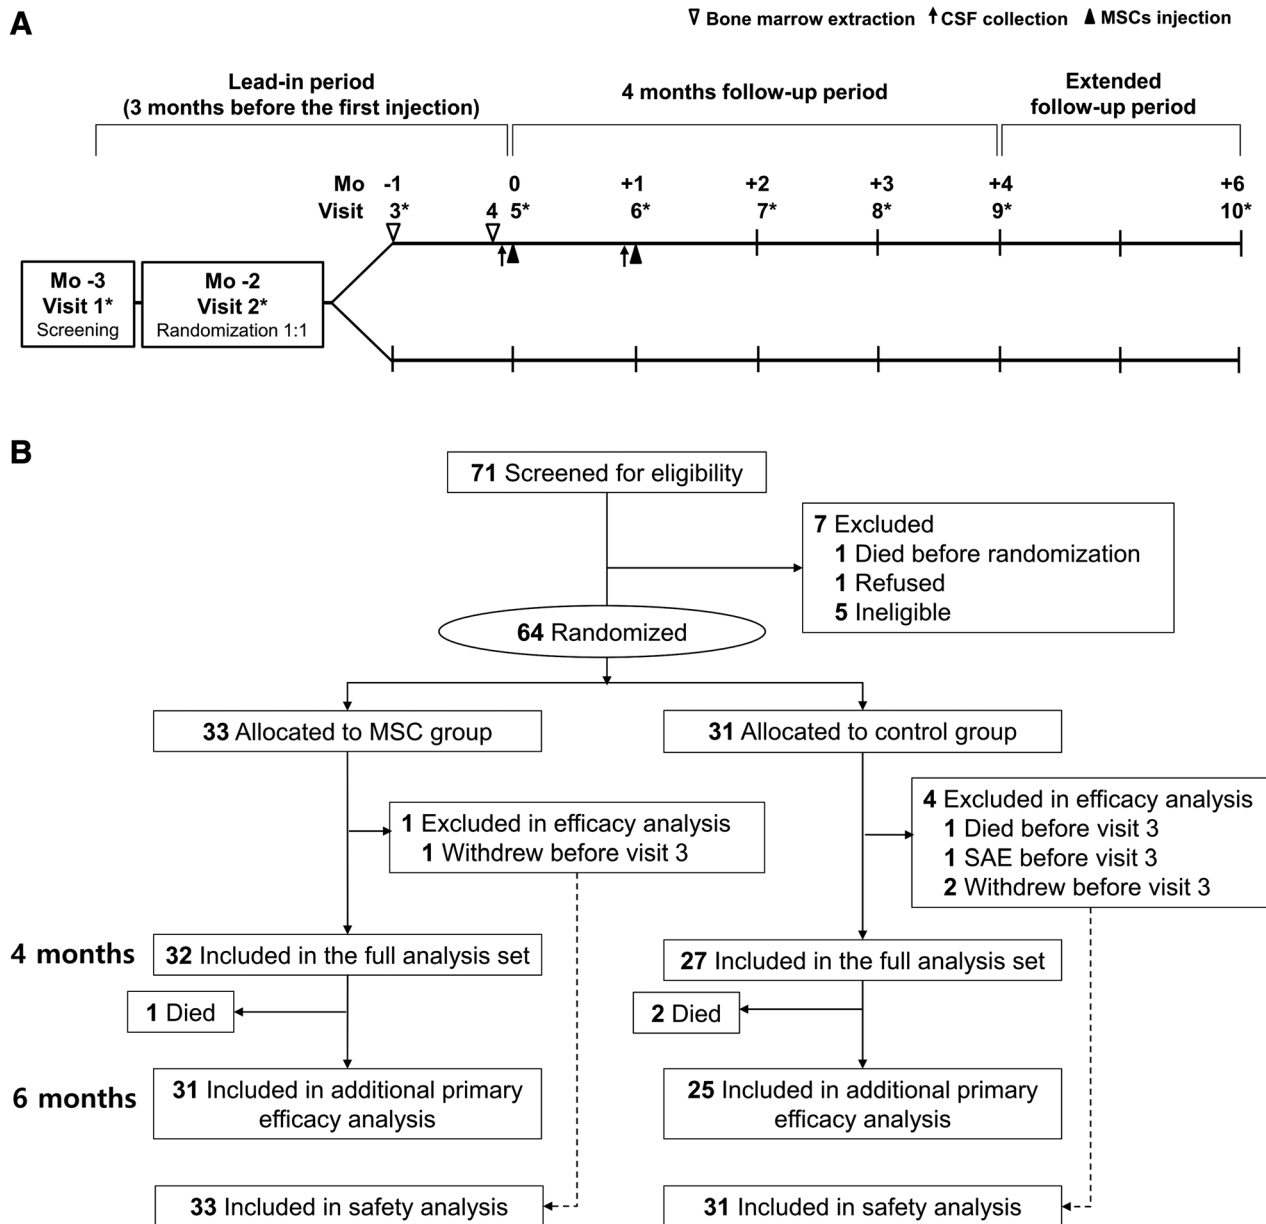 A
Bone marrow extraction CSF collection MSCs injection
Lead-in period
(3 months before the first injection)
4 months follow-up period
Extended
follow-up period
Mo -1 0 +1 +2 +3 +4 +6
Visit 3* 4 5* 6* 7* 8* 9* 10*
Mo -3
Visit 1*
Screening
Mo -2
Visit 2*
Randomization 1:1
B
71 Screened for eligibility
7 Excluded
1 Died before randomization
1 Refused
5 Ineligible
64 Randomized
33 Allocated to MSC group
31 Allocated to control group
1 Excluded in efficacy analysis
1 Withdrew before visit 3
4 Excluded in efficacy analysis
1 Died before visit 3
1 SAE before visit 3
2 Withdrew before visit 3
4 months
32 Included in the full analysis set
27 Included in the full analysis set
1 Died
2 Died
6 months
31 Included in additional primary
efficacy analysis
25 Included in additional primary
efficacy analysis
33 Included in safety analysis
31 Included in safety analysis